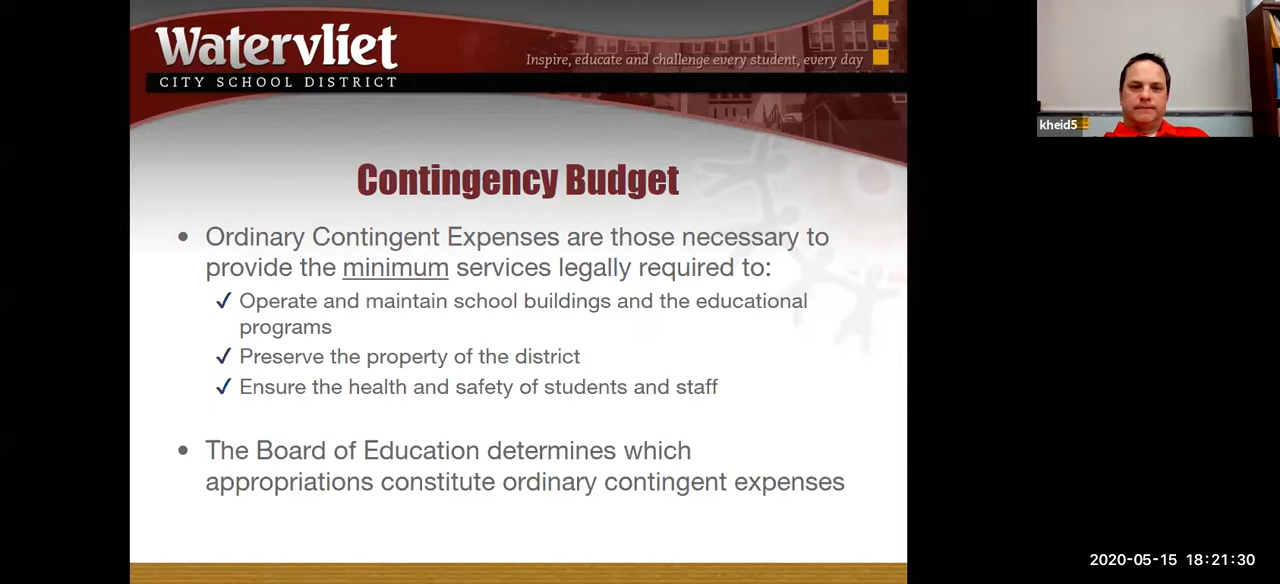 Watervliet
CITY SCHOOL DISTRICT
Inspire, educate and challenge every student, every day
kheid5
Contingency Budget
• Ordinary Contingent Expenses are those necessary to
provide the minimum services legally required to:
✓ Operate and maintain school buildings and the educational
programs
✓ Preserve the property of the district
✓ Ensure the health and safety of students and staff
• The Board of Education determines which
appropriations constitute ordinary contingent expenses
2020-05-15 18:21:30